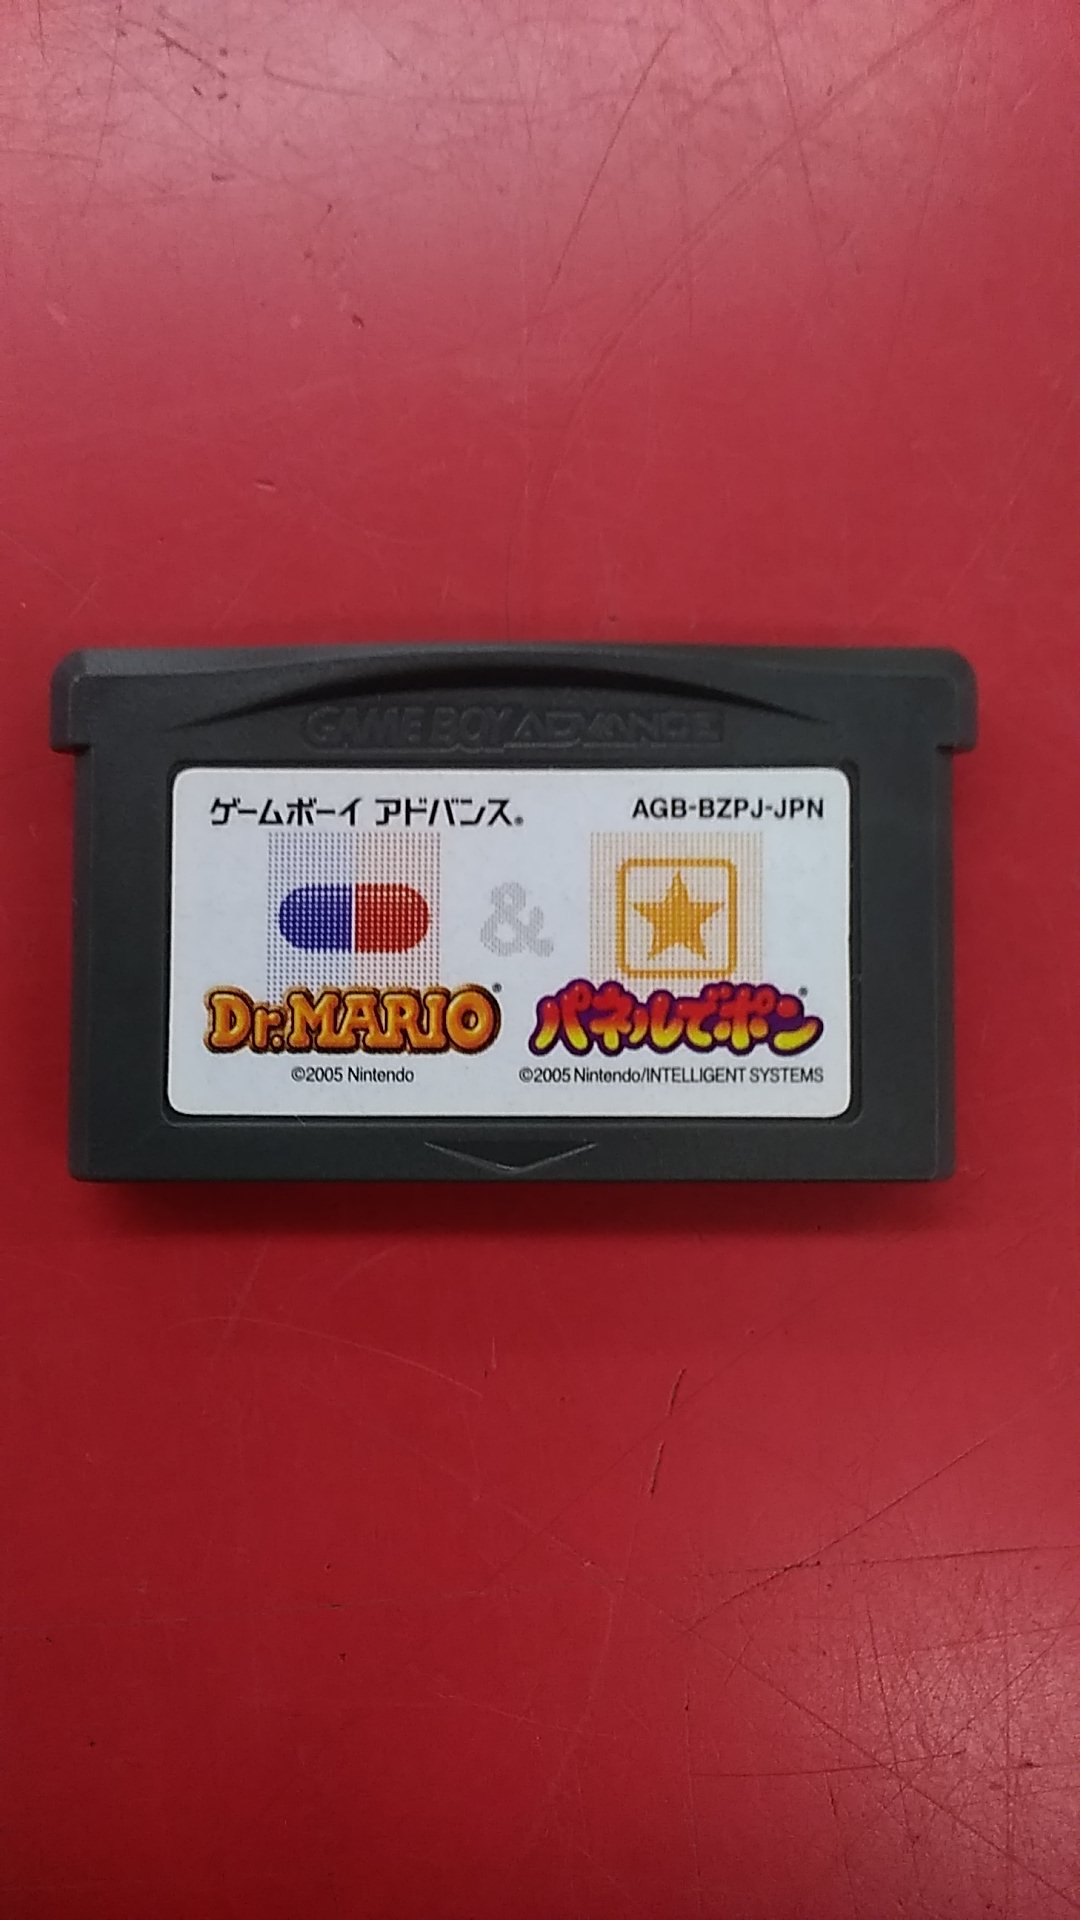 GAME BOY ADVANCE
ゲームボーイ アドバンス®
AGB-BZPJ-JPN
&
Dr. MARIO®
パネルでポン®
©2005 Nintendo
©2005 Nintendo/INTELLIGENT SYSTEMS